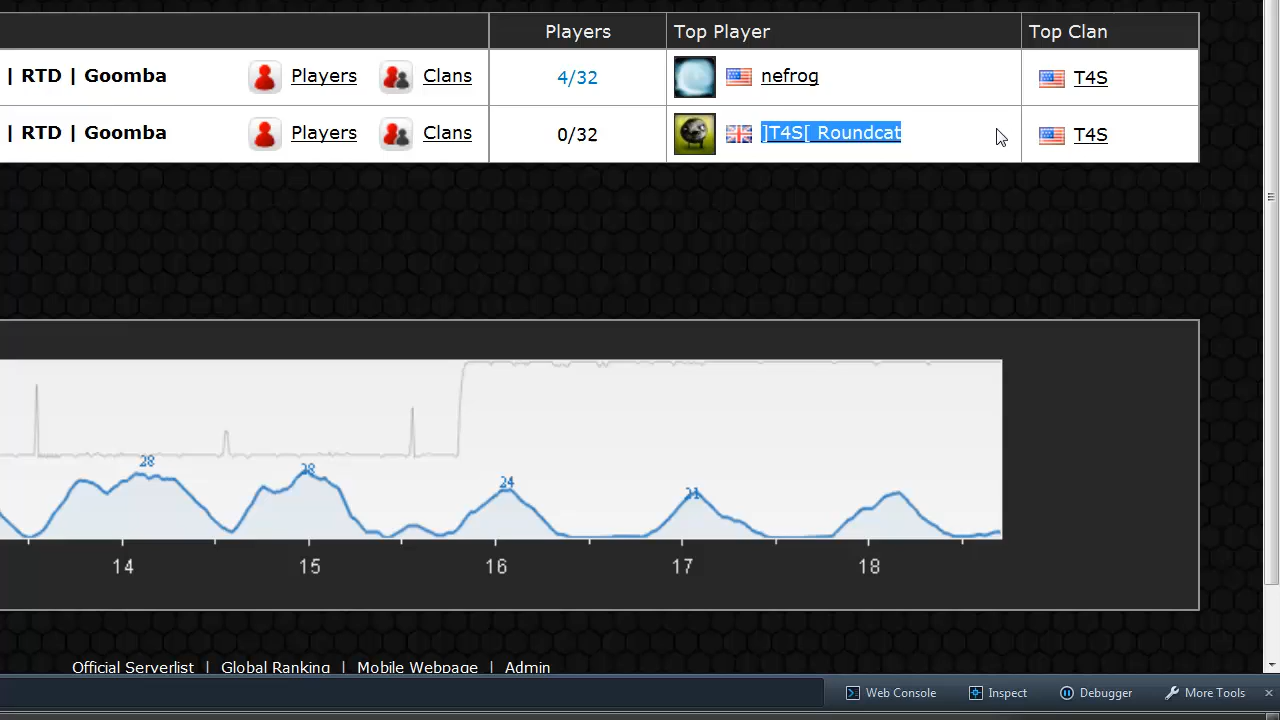 Players Top Player Top Clan
| RTD | Goomba Players Clans 4/32 nefrog T4S
| RTD | Goomba Players Clans 0/32 ]T4S[ Roundcat T4S
28 28 24 21
14 15 16 17 18
Official Serverlist | Global Ranking | Mobile Webpage | Admin
Web Console Inspect Debugger More Tools